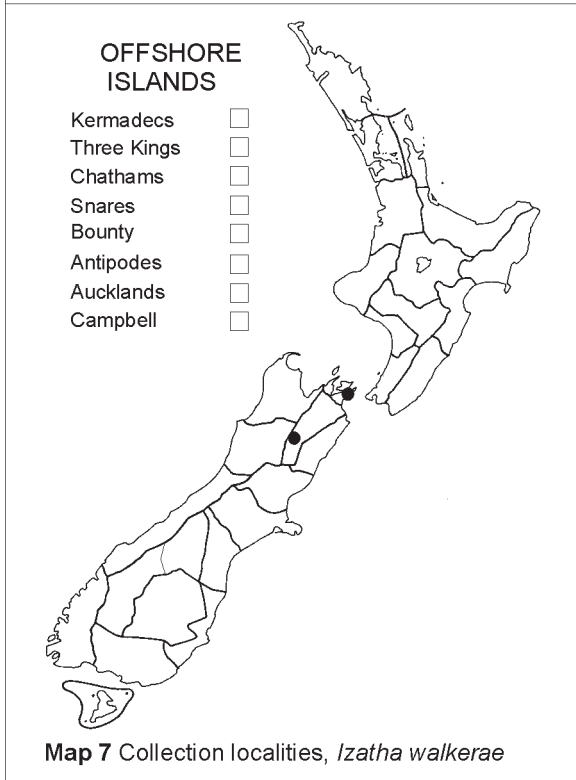 OFFSHORE
ISLANDS
Kermadecs
Three Kings
Chathams
Snares
Bounty
Antipodes
Aucklands
Campbell
Map 7 Collection localities, Izatha walkerae